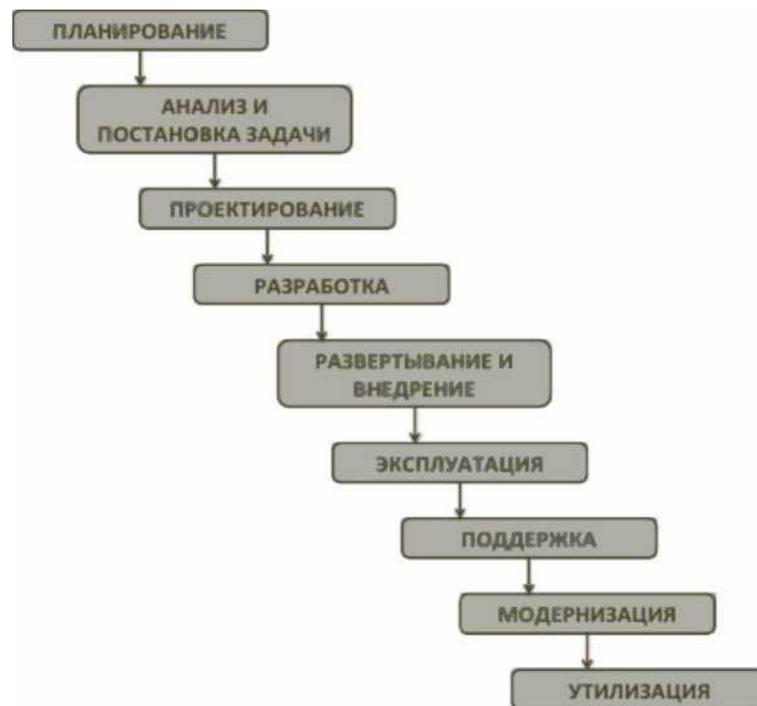 ПЛАНИРОВАНИЕ
АНАЛИЗ И
ПОСТАНОВКА ЗАДАЧИ
ПРОЕКТИРОВАНИЕ
РАЗРАБОТКА
РАЗВЕРТЫВАНИЕ И
ВНЕДРЕНИЕ
ЭКСПЛУАТАЦИЯ
ПОДДЕРЖКА
МОДЕРНИЗАЦИЯ
УТИЛИЗАЦИЯ